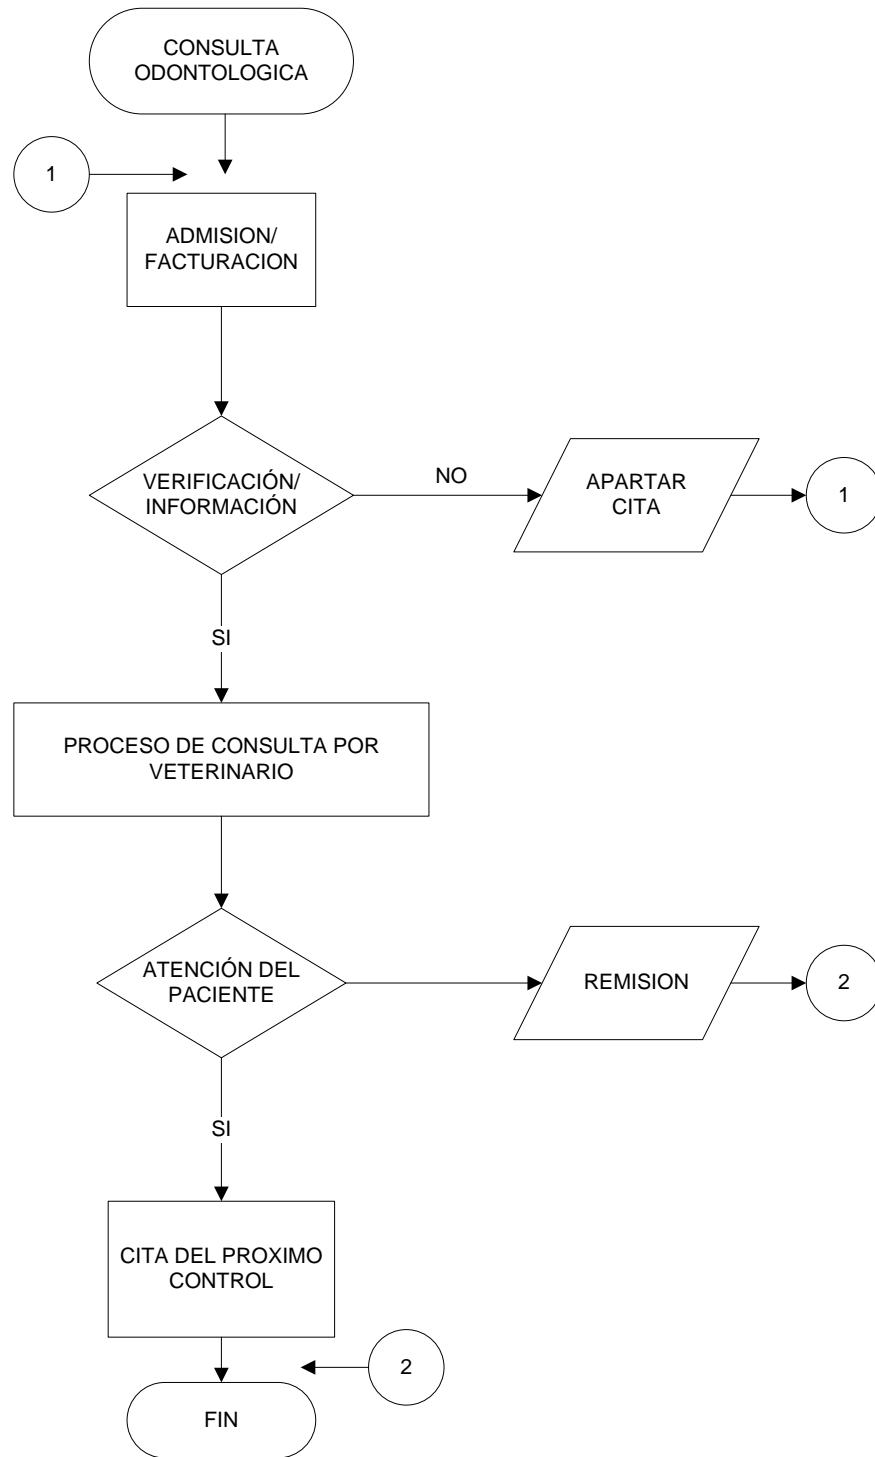 CONSULTA
ODONTOLOGICA
1
ADMISION/
FACTURACION
VERIFICACIÓN/
INFORMACIÓN
NO
APARTAR
CITA
1
SI
PROCESO DE CONSULTA POR
VETERINARIO
ATENCIÓN DEL
PACIENTE
REMISION
2
SI
CITA DEL PROXIMO
CONTROL
2
FIN